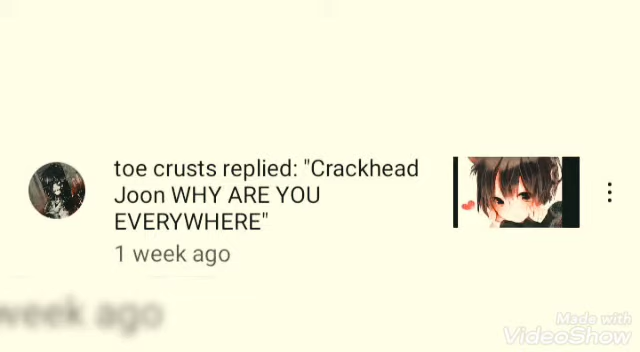 toe crusts replied: "Crackhead
Joon WHY ARE YOU
EVERYWHERE"
1 week ago
week ago
Made with
VideoShow